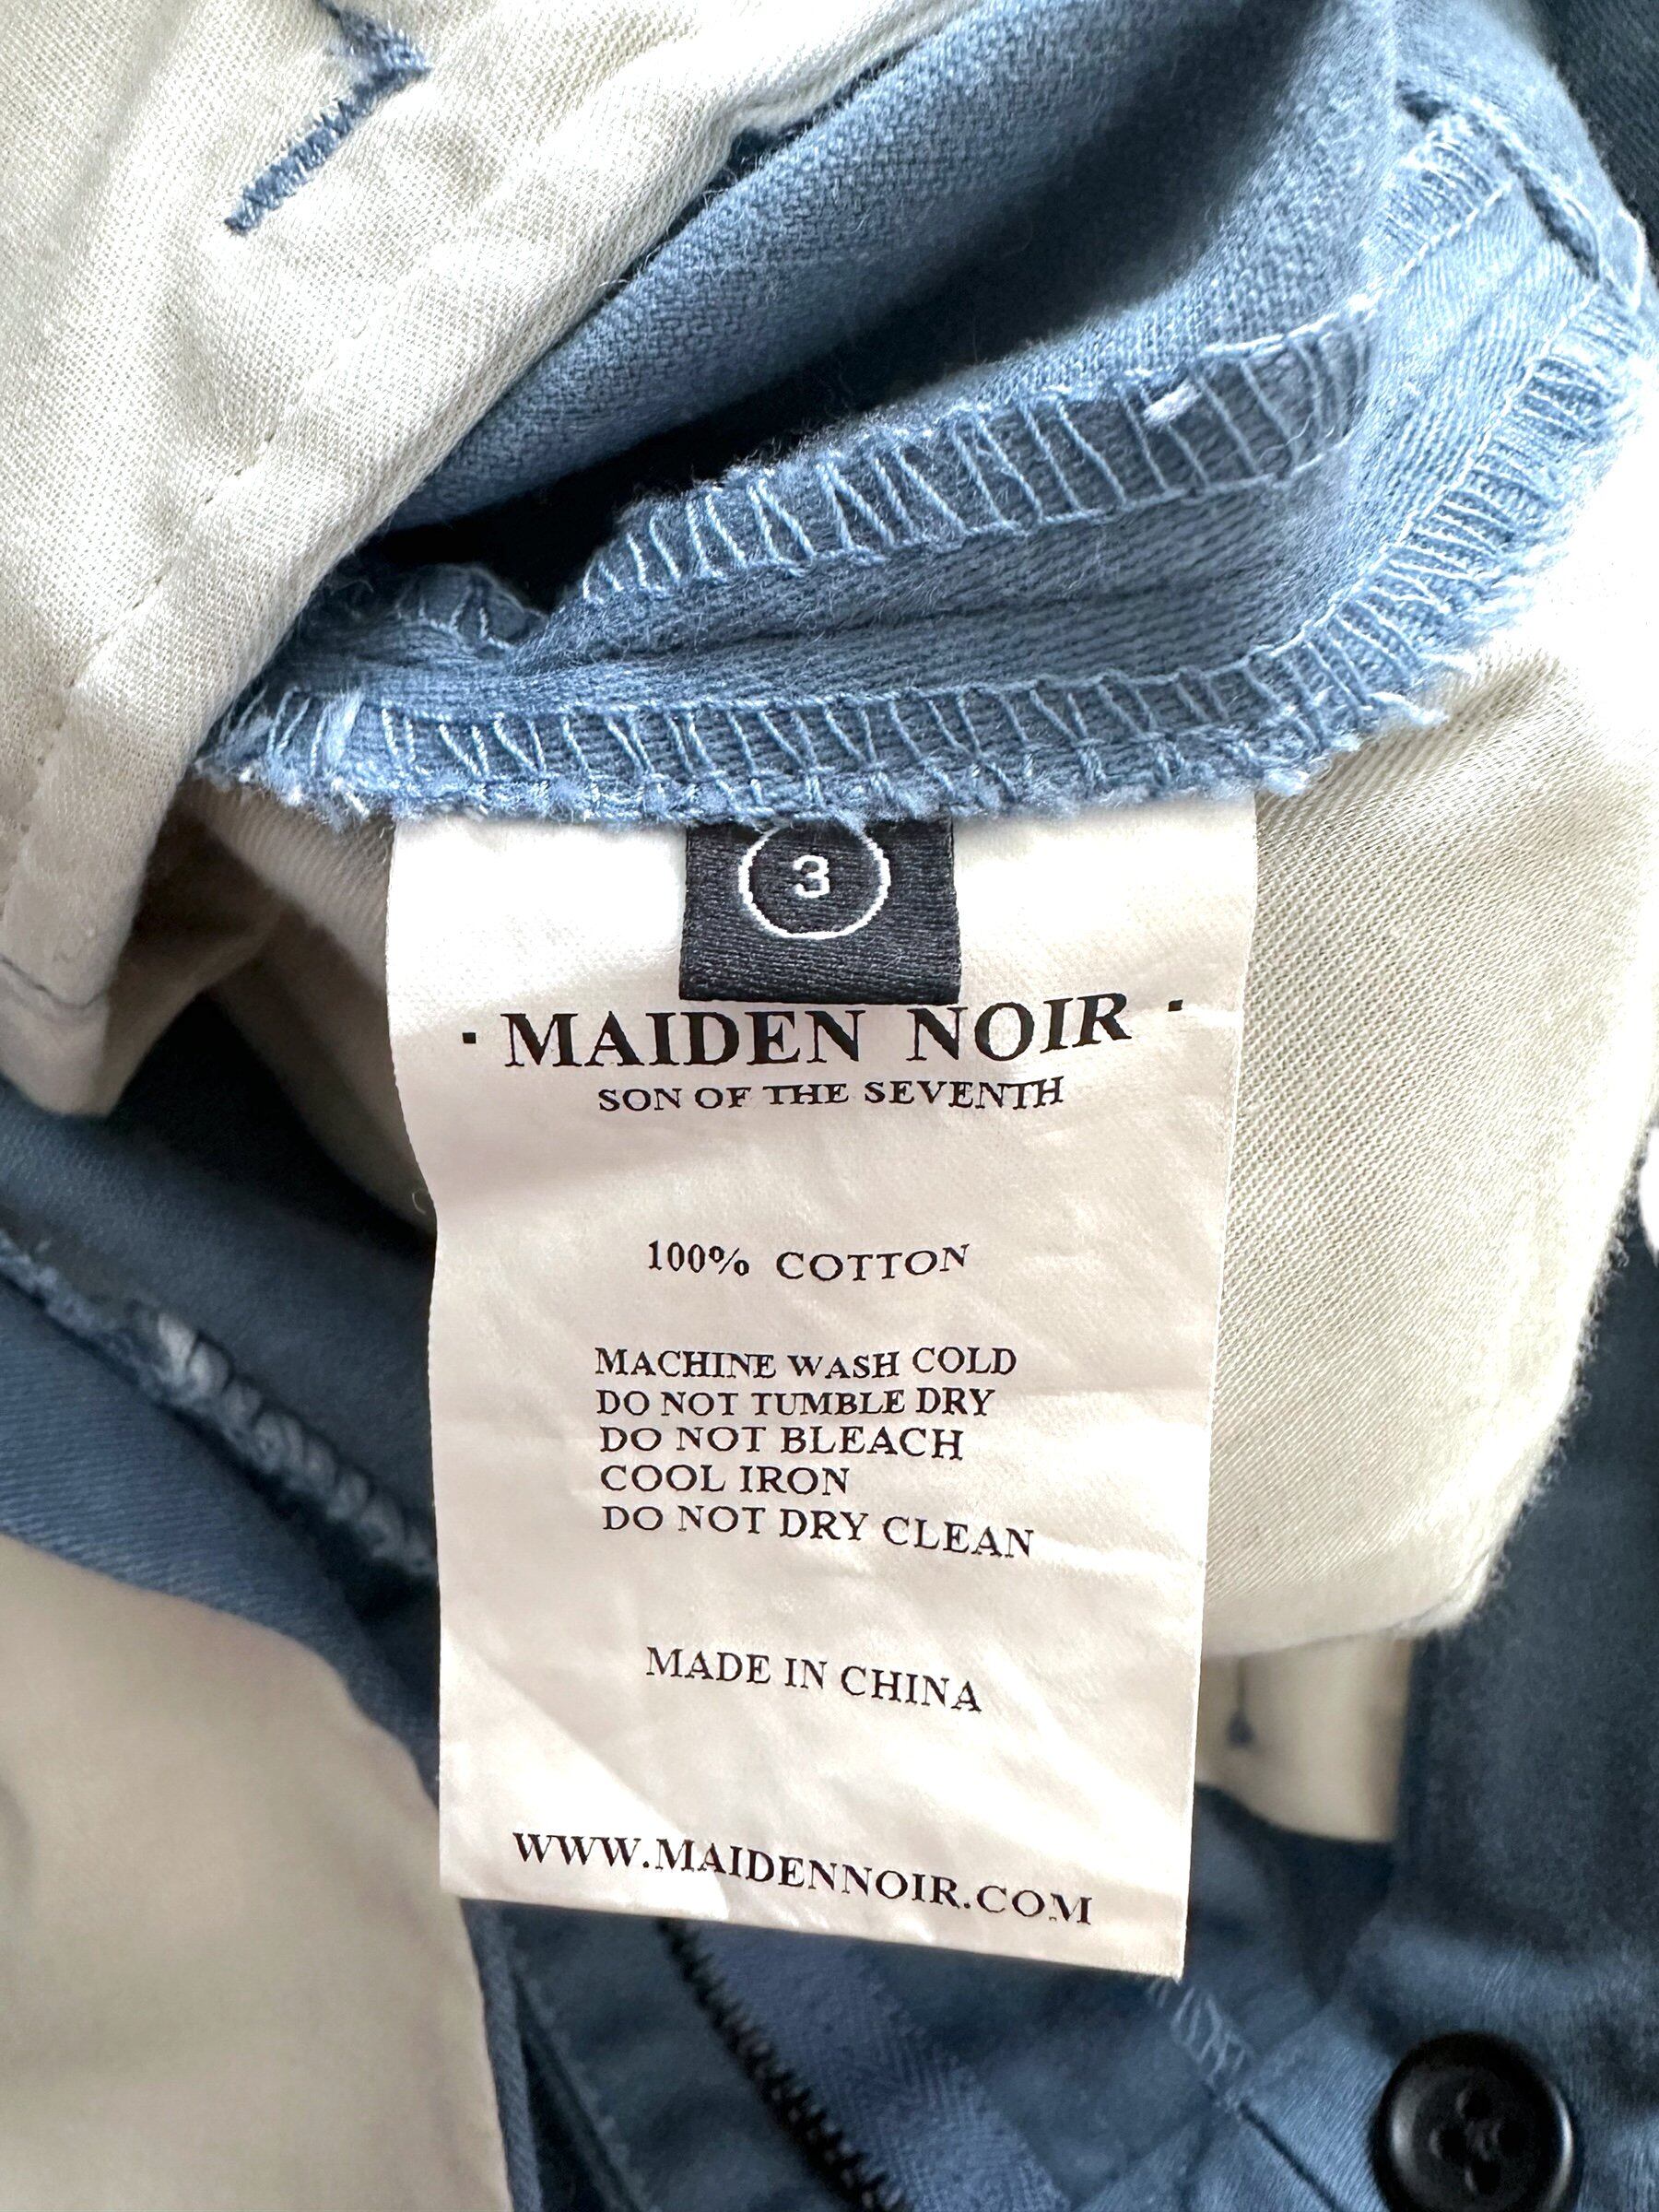 3
· MAIDEN NOIR ·
SON OF THE SEVENTH
100% COTTON
MACHINE WASH COLD
DO NOT TUMBLE DRY
DO NOT BLEACH
COOL IRON
DO NOT DRY CLEAN
MADE IN CHINA
WWW.MAIDENNOIR.COM